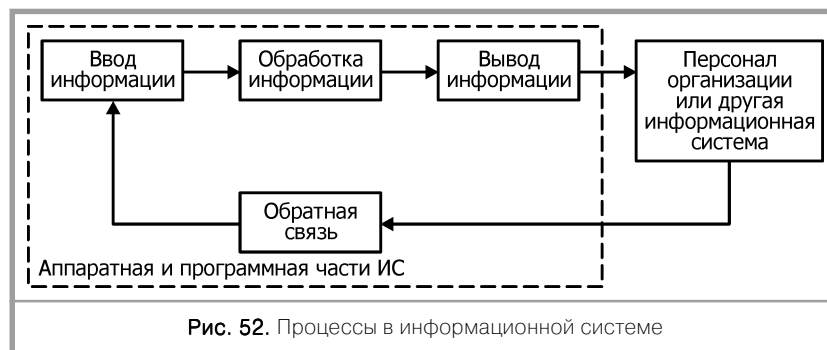 Ввод
информации
Обработка
информации
Вывод
информации
Персонал
организации
или другая
информационная
система
Обратная
связь
Аппаратная и программная части ИС
Рис. 52. Процессы в информационной системе